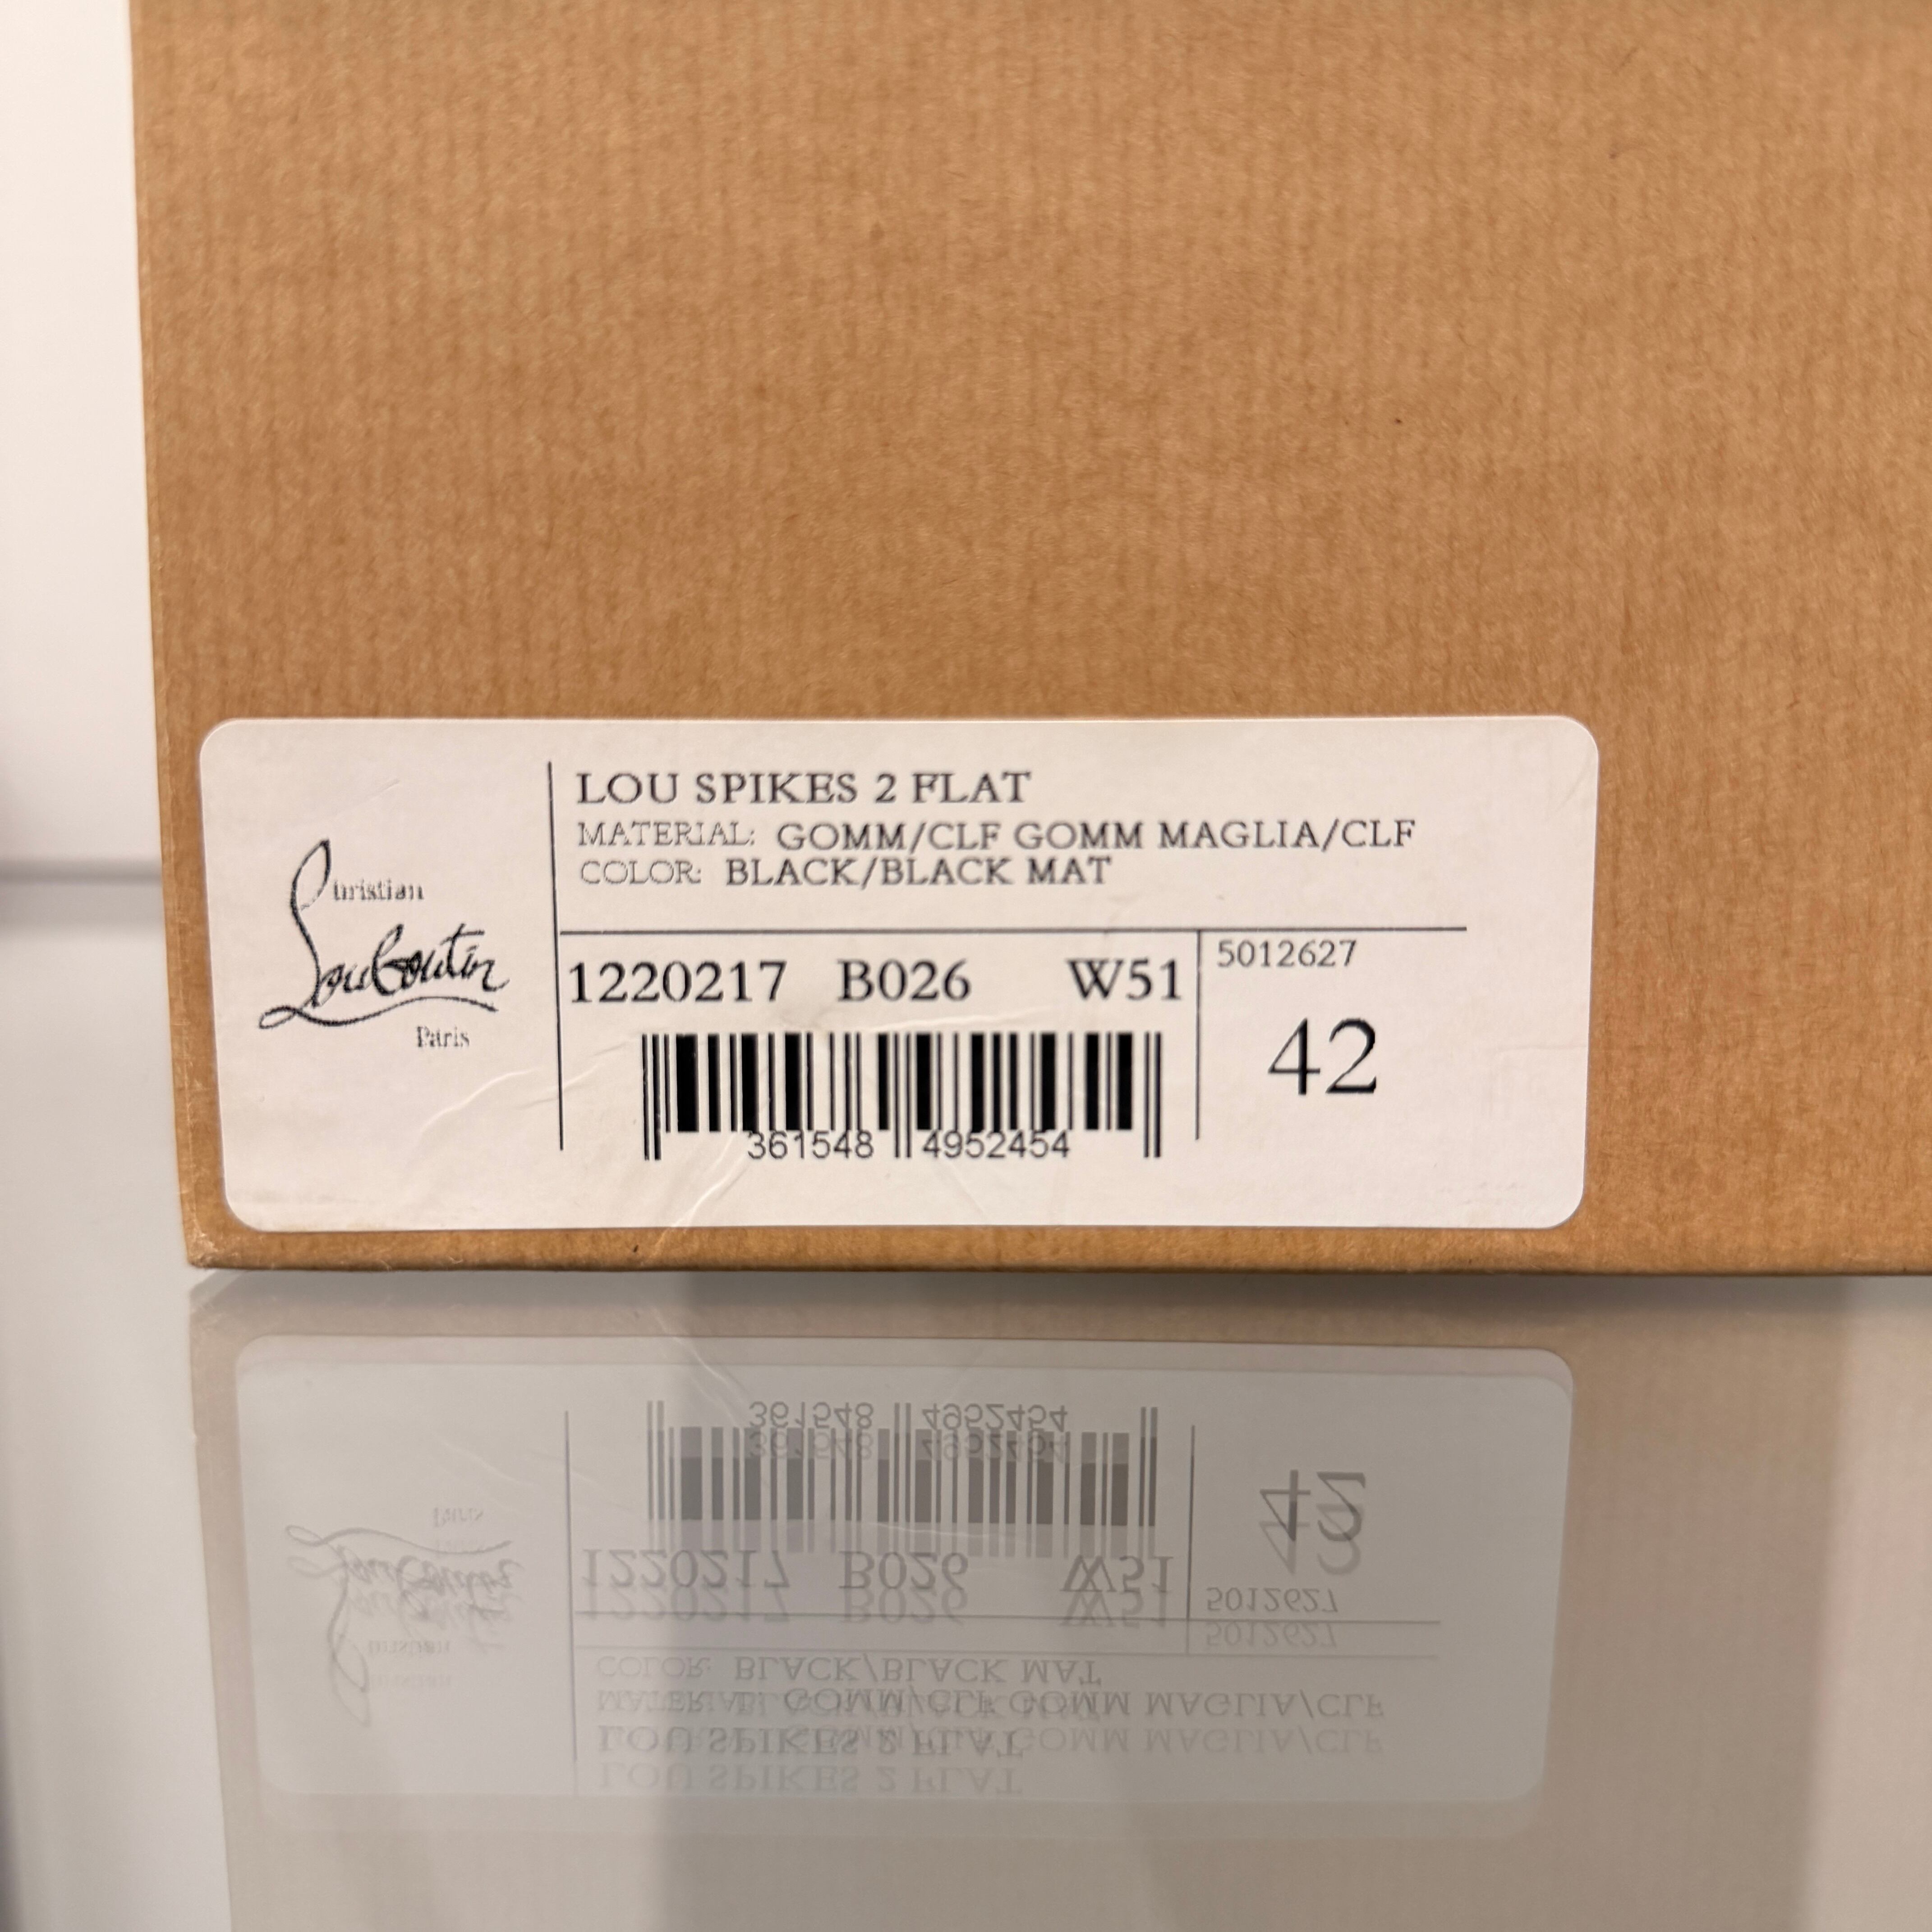 Christian
Louboutin
Paris
LOU SPIKES 2 FLAT
MATERIAL: GOMM/CLF GOMM MAGLIA/CLF
COLOR: BLACK/BLACK MAT
1220217 B026 W51
5012627
42
361548 4952454